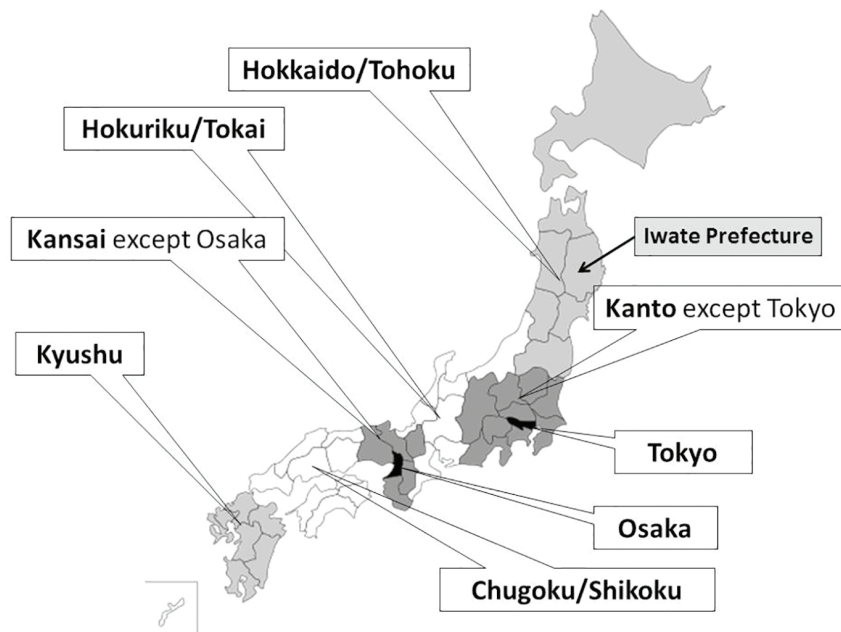 Hokkaido/Tohoku
Hokuriku/Tokai
Kansai except Osaka
Iwate Prefecture
Kanto except Tokyo
Kyushu
Tokyo
Osaka
Chugoku/Shikoku